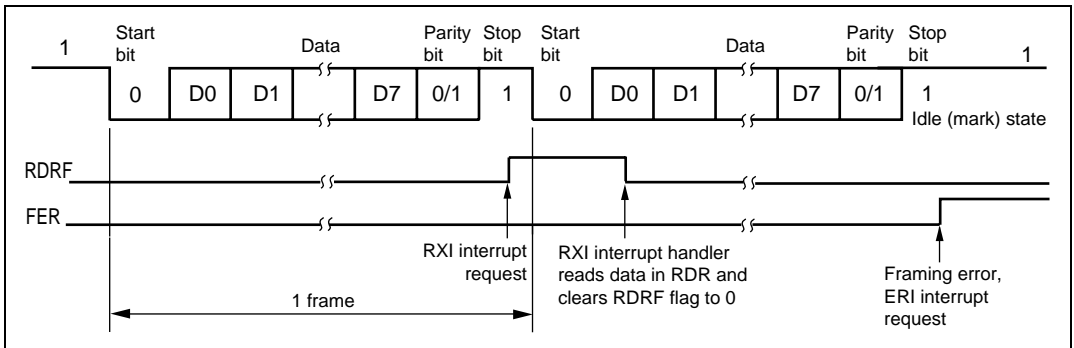 1
Start bit
Data
Parity bit
Stop bit
Start bit
Data
Parity bit
Stop bit
1
0
D0
D1
D7
0/1
1
0
D0
D1
D7
0/1
1
Idle (mark) state
RDRF
FER
RXI interrupt
request
RXI interrupt handler
reads data in RDR and
clears RDRF flag to 0
Framing error,
ERI interrupt
request
1 frame